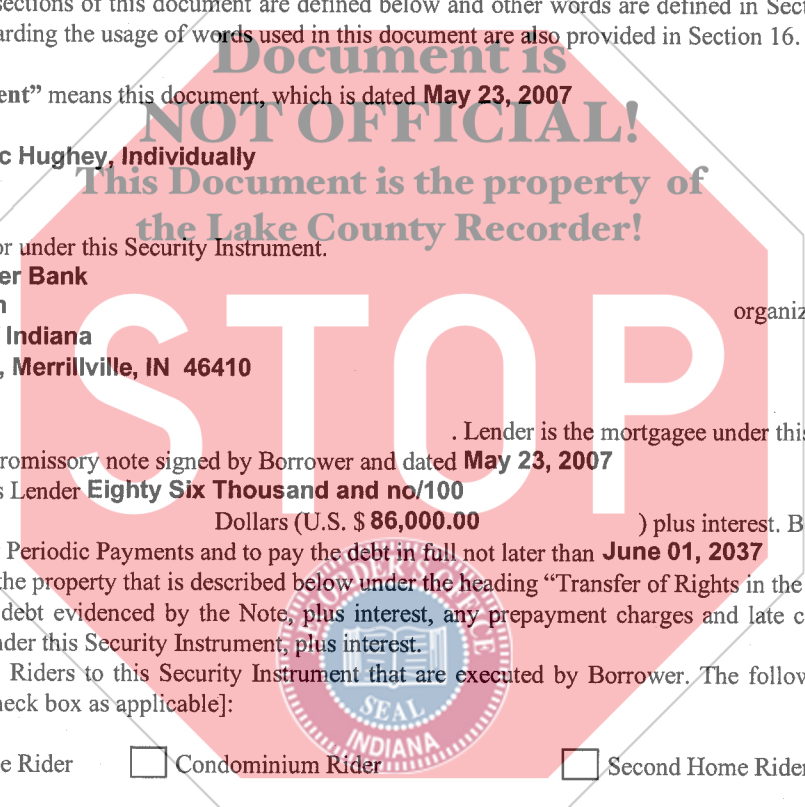 sections of this document are defined below and other words are defined in Sect
arding the usage of words used in this document are also provided in Section 16.
Document is
ent” means this document, which is dated May 23, 2007
NOT OFFICIAL!
c Hughey, Individually
This Document is the property of
the Lake County Recorder!
or under this Security Instrument.
er Bank
n
organiz
Indiana
, Merrillville, IN 46410
STOP
. Lender is the mortgagee under this
romissory note signed by Borrower and dated May 23, 2007
s Lender Eighty Six Thousand and no/100
Dollars (U.S. $ 86,000.00 ) plus interest. B
Periodic Payments and to pay the debt in full not later than June 01, 2037
the property that is described below under the heading “Transfer of Rights in the
debt evidenced by the Note, plus interest, any prepayment charges and late c
nder this Security Instrument, plus interest.
Riders to this Security Instrument that are executed by Borrower. The follow
heck box as applicable]:
RECORDER'S OFFICE
SEAL
INDIANA
e Rider Condominium Rider Second Home Rider